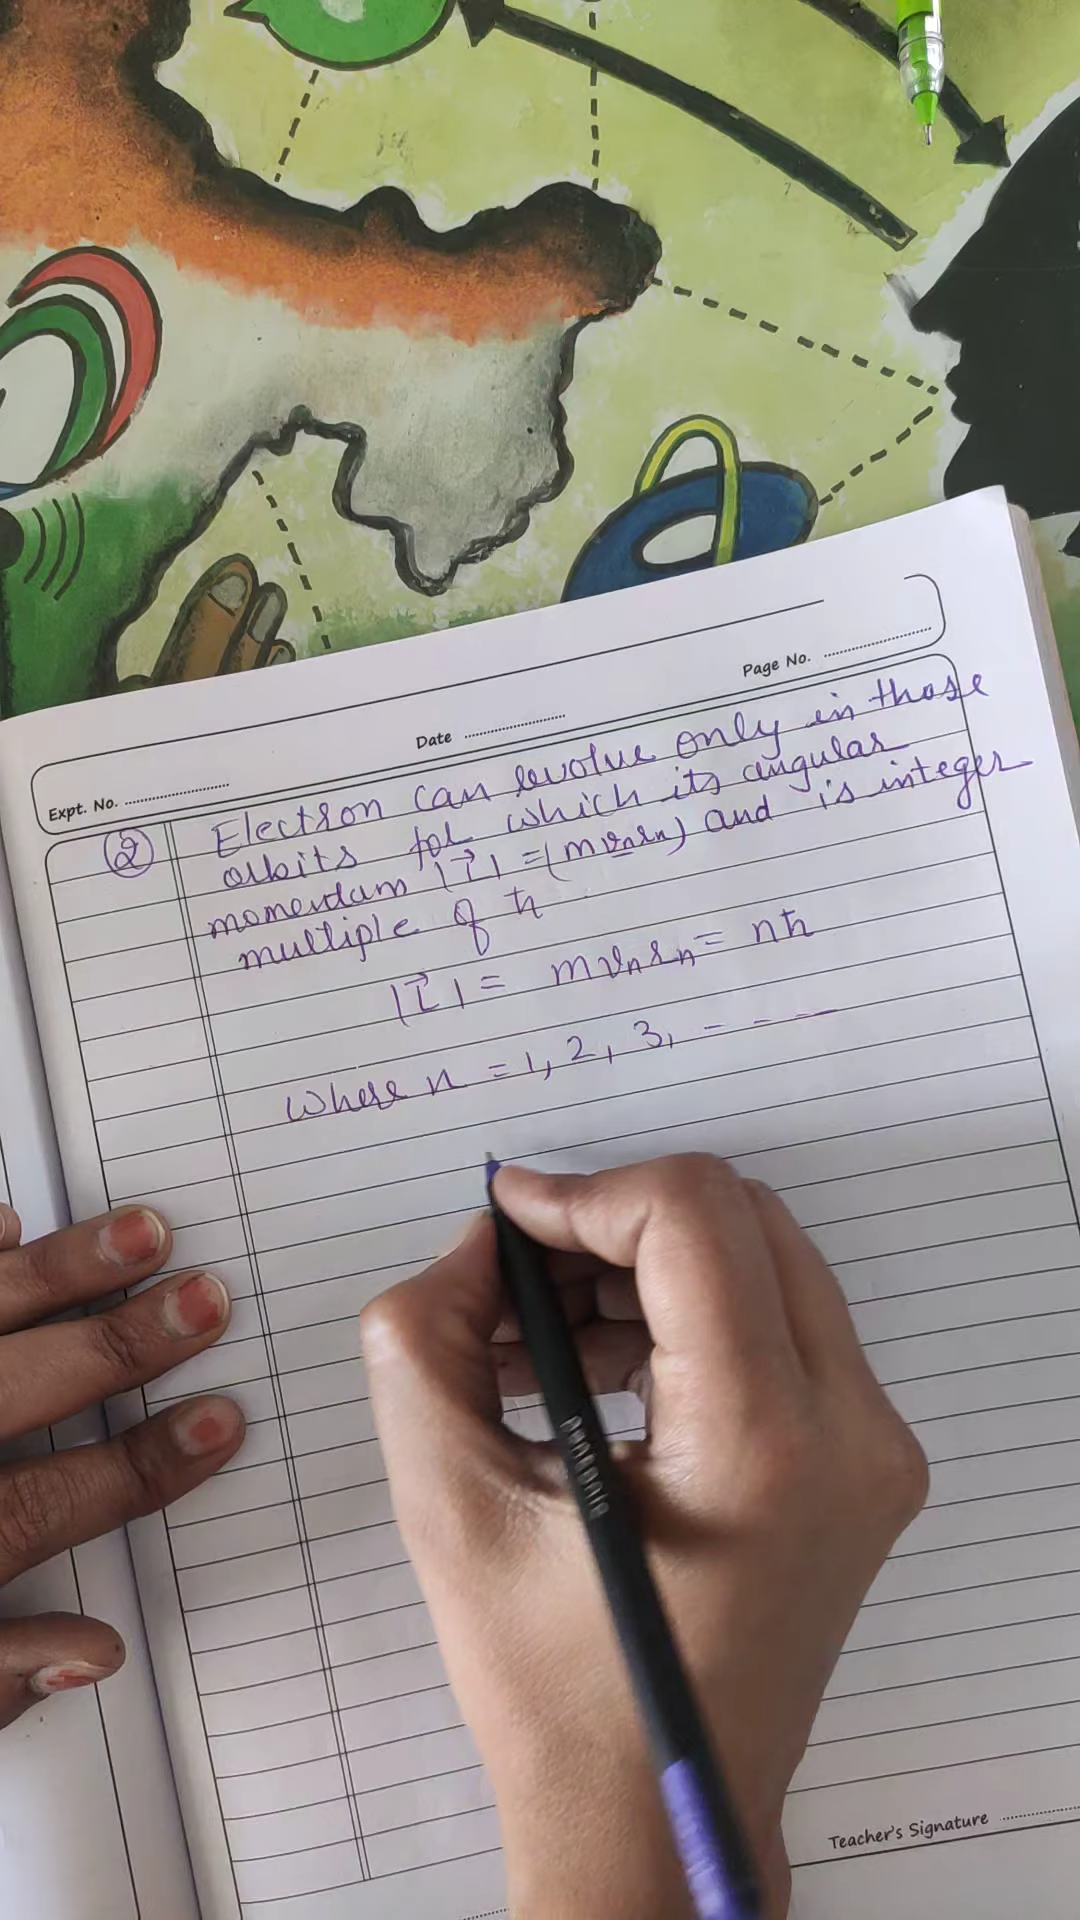 Page No.
Date
Expt. No.
② Electron can revolve only in those
orbits for which its angular
momentum |L⃗| = (mvₙrₙ) and is integer
multiple of ℏ
|L⃗| = mvₙrₙ = nℏ
Where n = 1, 2, 3, - - - -
Teacher's Signature